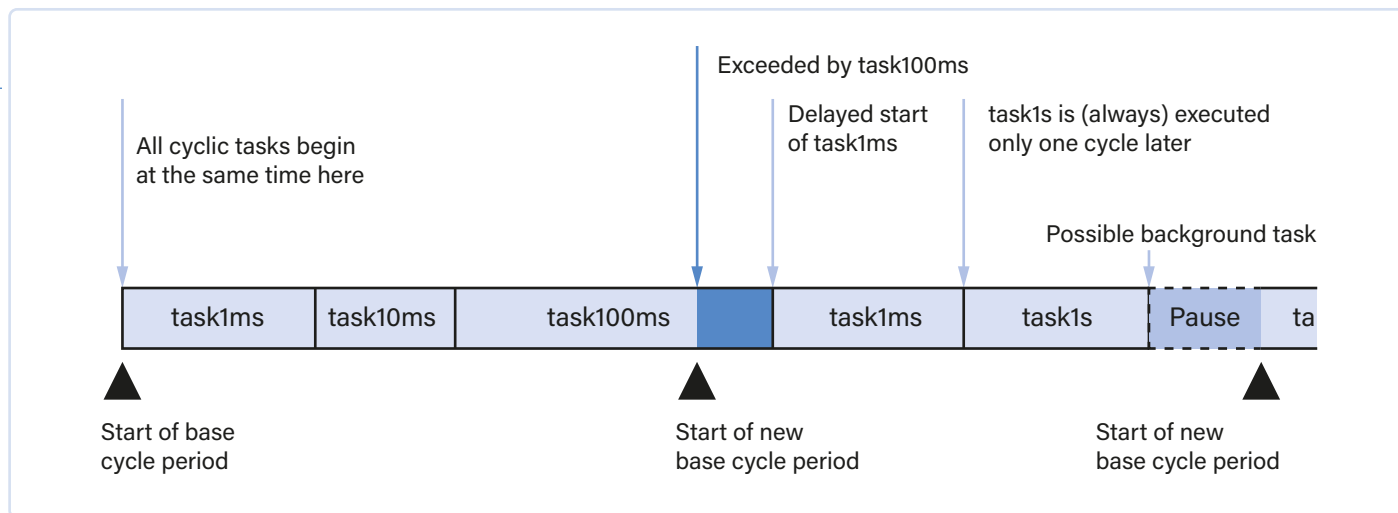 Exceeded by task100ms
All cyclic tasks begin
at the same time here
Delayed start
of task1ms
task1s is (always) executed
only one cycle later
Possible background task
task1ms
task10ms
task100ms
task1ms
task1s
Pause
ta
Start of base
cycle period
Start of new
base cycle period
Start of new
base cycle period